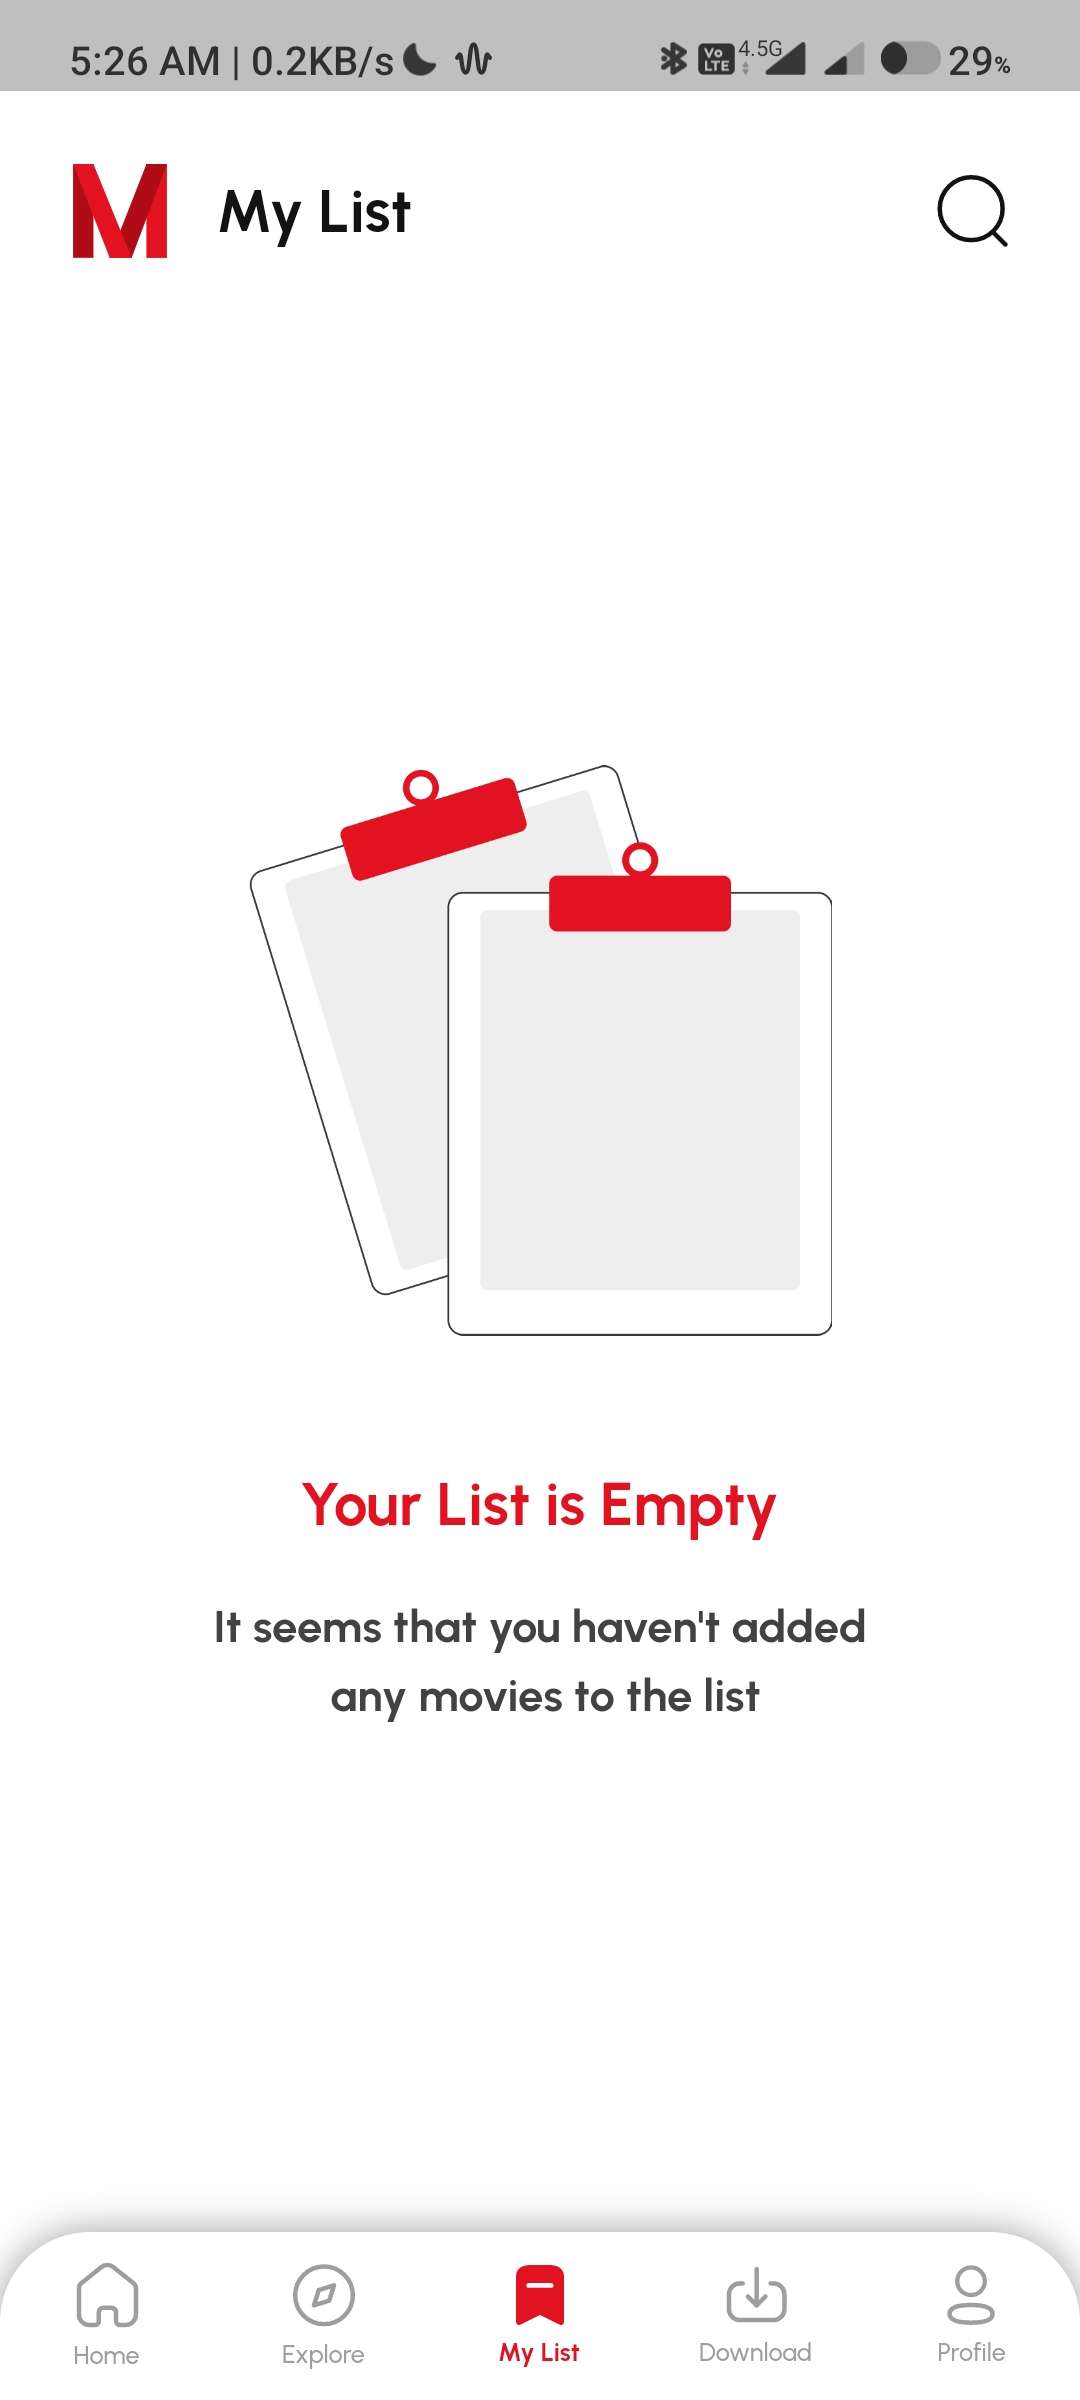 5:26 AM | 0.2KB/s Vo LTE 4.5G 29%
M My List
Your List is Empty
It seems that you haven't added
any movies to the list
Home Explore My List Download Profile